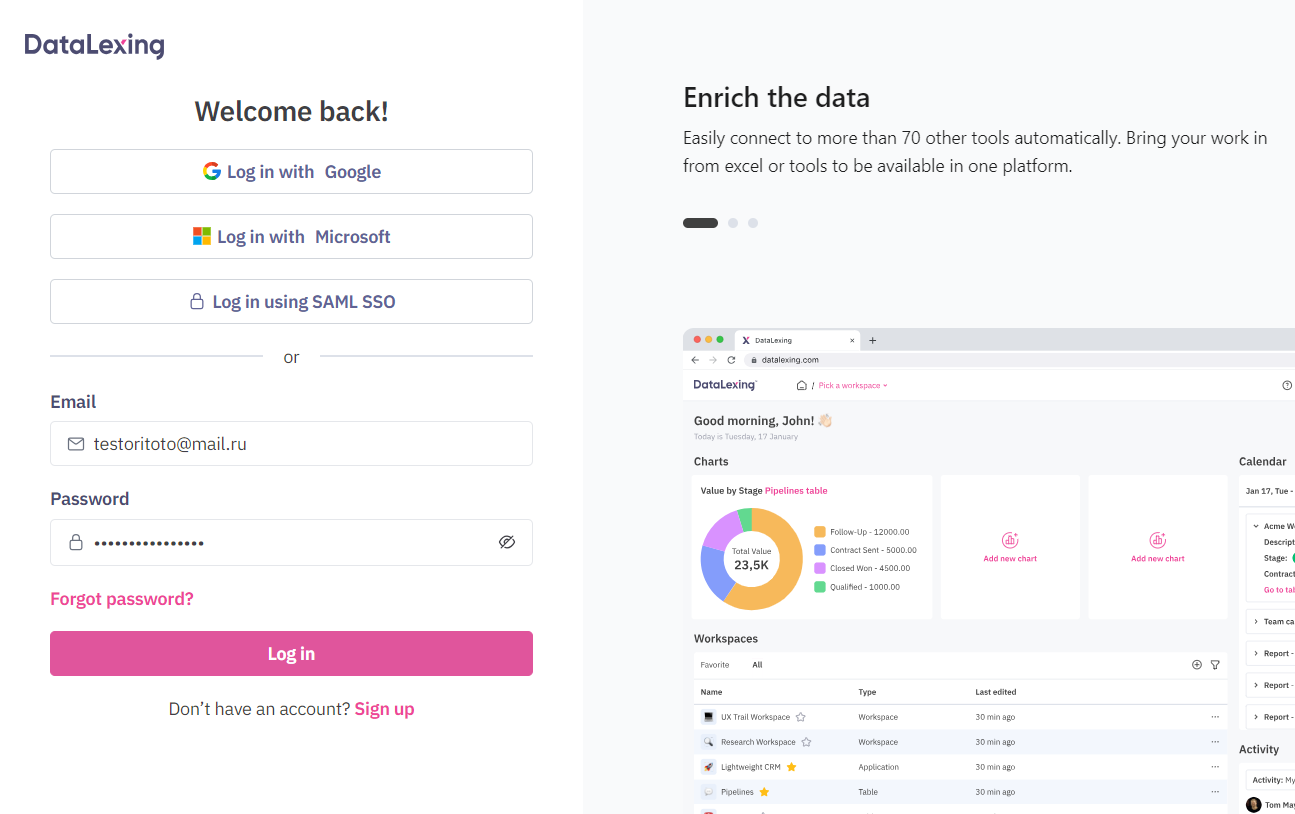 DataLexing
Welcome back!
Log in with Google
Log in with Microsoft
Log in using SAML SSO
or
Email
testoritoto@mail.ru
Password
••••••••••••••••
Forgot password?
Log in
Don’t have an account? Sign up
Enrich the data
Easily connect to more than 70 other tools automatically. Bring your work in
from excel or tools to be available in one platform.
DataLexing
datalexing.com
DataLexing
/ Pick a workspace
Good morning, John! 👋🏻
Today is Tuesday, 17 January
Charts
Value by Stage Pipelines table
Total Value
23,5K
Follow-Up - 12000.00
Contract Sent - 5000.00
Closed Won - 4500.00
Qualified - 1000.00
Add new chart
Add new chart
Workspaces
Favorite All
Name Type Last edited
UX Trail Workspace Workspace 30 min ago
Research Workspace Workspace 30 min ago
Lightweight CRM Application 30 min ago
Pipelines Table 30 min ago
Calendar
Jan 17, Tue -
Acme
Stage:
Go to
Team
Report -
Report -
Report -
Activity
Activity:
Tom